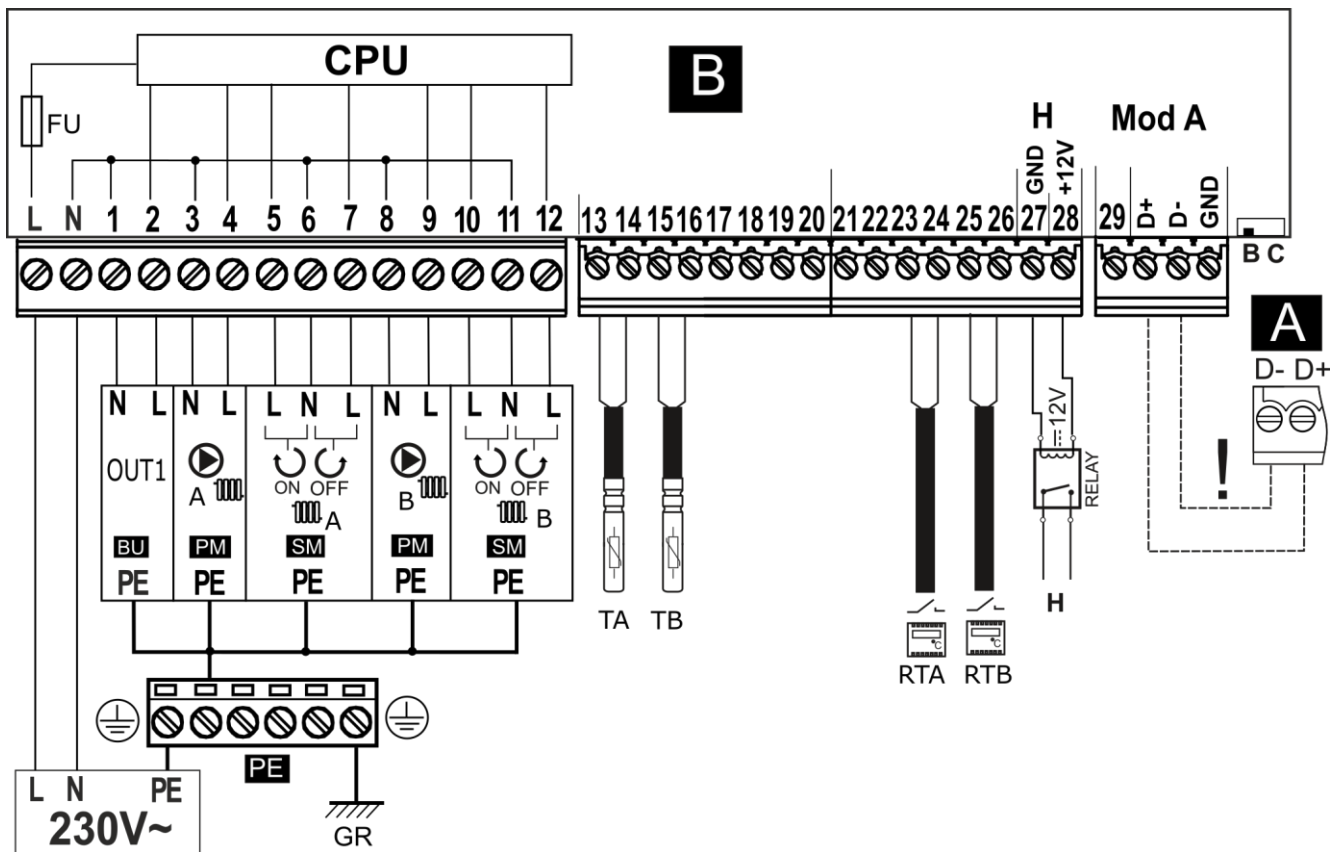 CPU
B
FU
H
Mod A
GND
+12V
L N 1 2 3 4 5 6 7 8 9 10 11 12
13 14 15 16 17 18 19 20
21 22 23 24 25 26 27 28
29 D+ D- GND
B C
A
D- D+
N L N L L N L N L L N L
OUT1
A
ON OFF
A
B
ON OFF
B
BU PM SM PM SM
PE PE PE PE PE
12V
RELAY
!
H
TA TB
°C °C
RTA RTB
PE
L N PE
230V~
GR